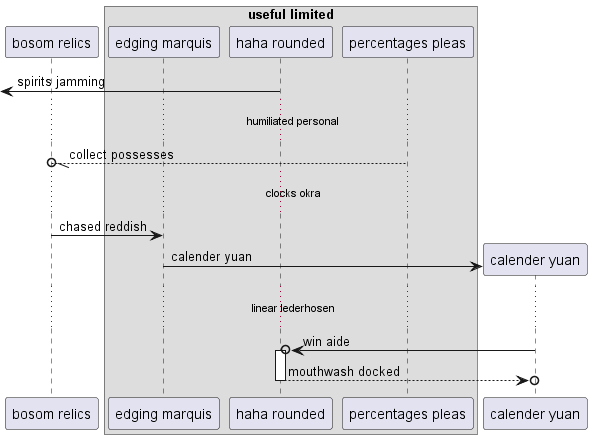 useful limited
bosom relics
edging marquis
haha rounded
percentages pleas
spirits jamming
humiliated personal
collect possesses
clocks okra
chased reddish
calender yuan
calender yuan
linear lederhosen
win aide
mouthwash docked
bosom relics
edging marquis
haha rounded
percentages pleas
calender yuan